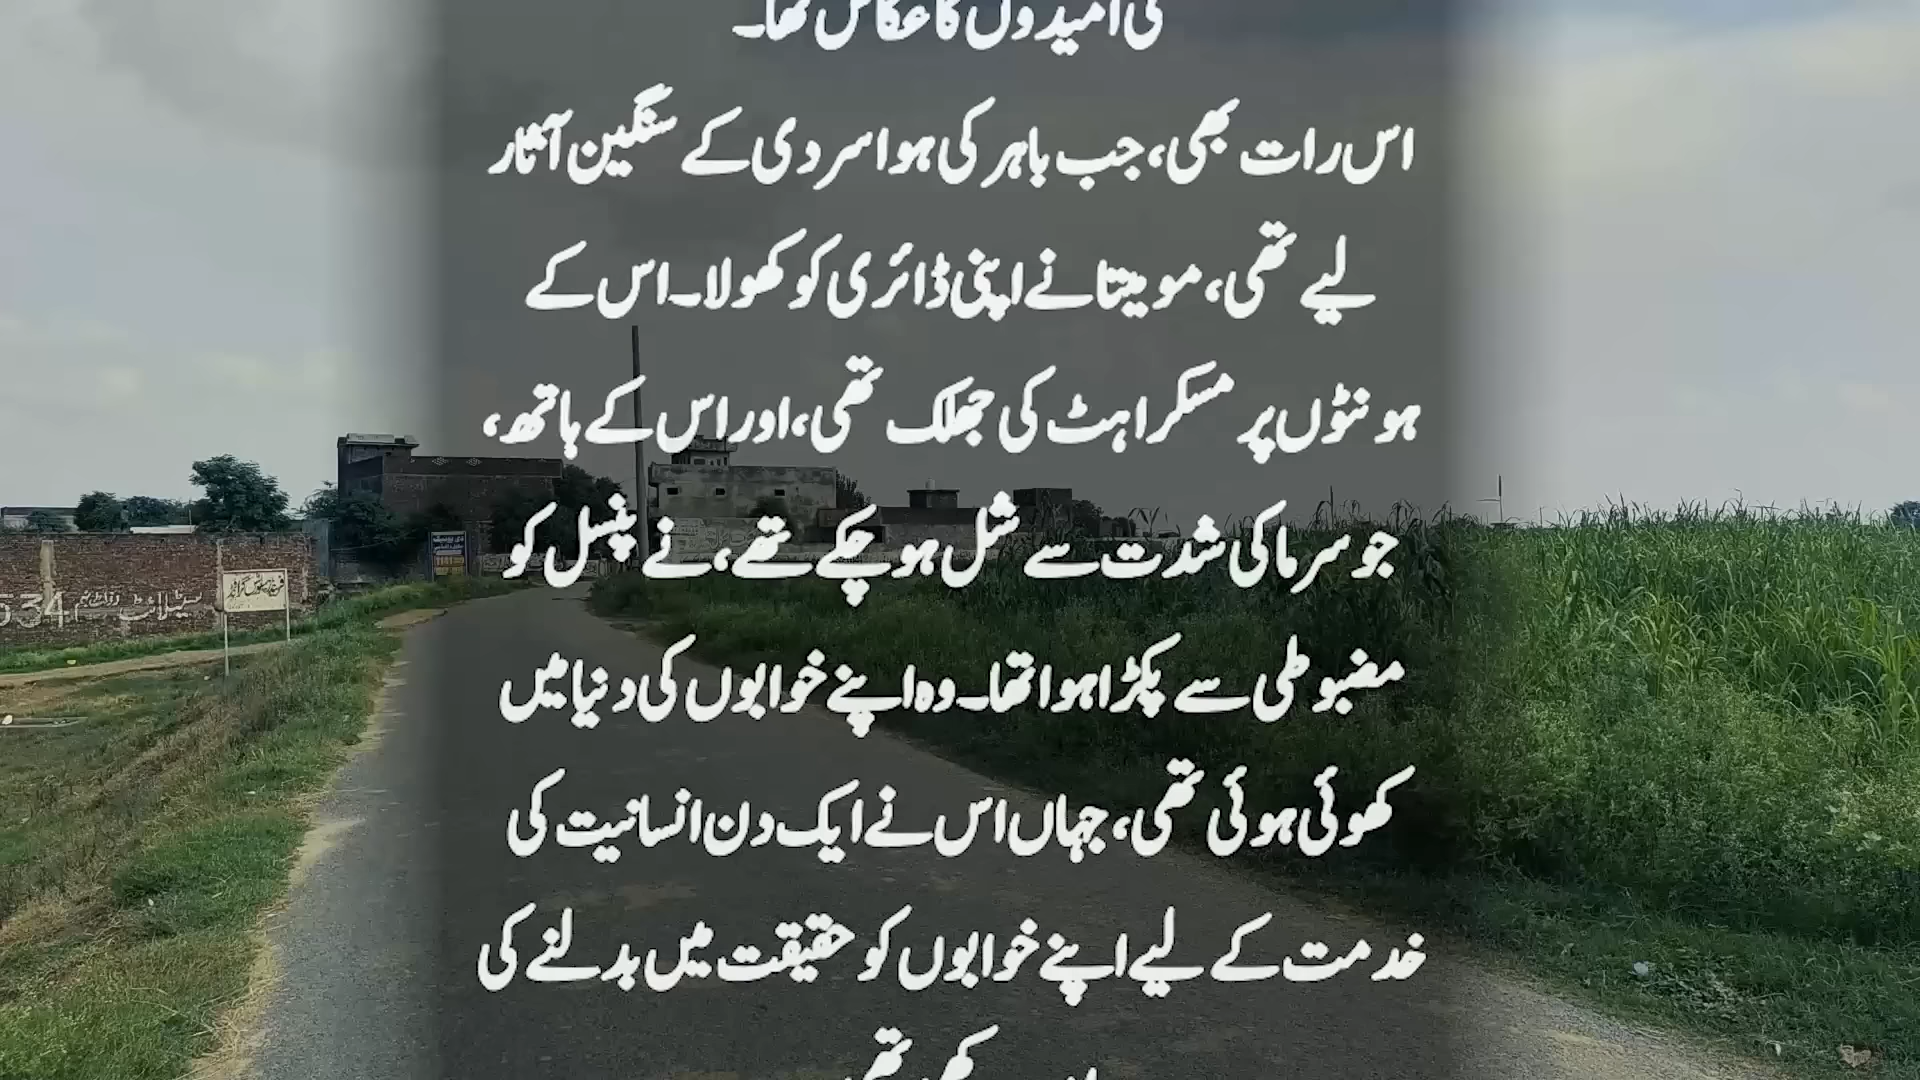 کی امیدوں کا عکاس تھا۔
اس رات بھی، جب باہر کی ہوا سردی کے سنگین آثار
لیے تھی، مومیتا نے اپنی ڈائری کو کھولا۔ اس کے
ہونٹوں پر مسکراہٹ کی جھلک تھی، اور اس کے ہاتھ،
جو سرما کی شدت سے شل ہو چکے تھے، نے پنسل کو
مضبوطی سے پکڑا ہوا تھا۔ وہ اپنے خوابوں کی دنیا میں
کھوئی ہوئی تھی، جہاں اس نے ایک دن انسانیت کی
خدمت کے لیے اپنے خوابوں کو حقیقت میں بدلنے کی
534